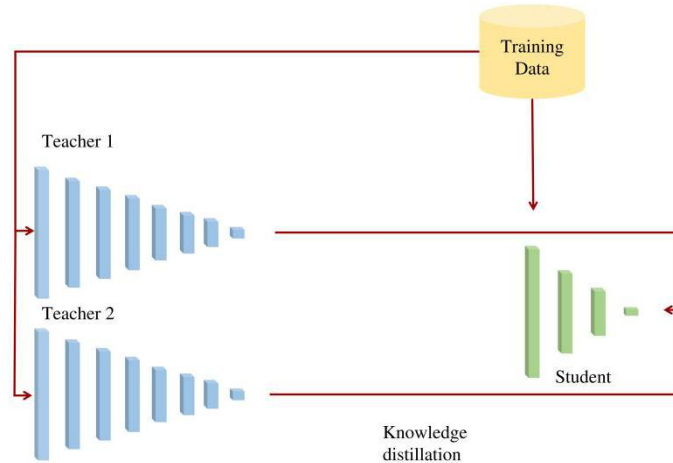 Training
Data
Teacher 1
Teacher 2
Student
Knowledge
distillation